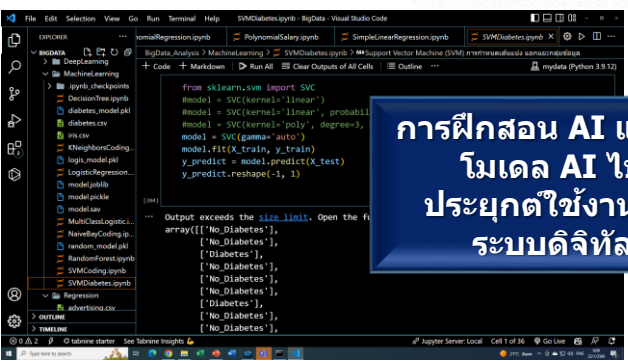 File Edit Selection View Go Run Terminal Help
SVMDiabetes.ipynb - BigData - Visual Studio Code
EXPLORER
nomialRegression.ipynb PolynomialSalary.ipynb SimpleLinearRegression.ipynb SVMDiabetes.ipynb
BIGDATA
BigData_Analysis > MachineLearning > SVMDiabetes.ipynb > Support Vector Machine (SVM)
DeepLearning
+ Code + Markdown Run All Clear Outputs of All Cells Outline ... mydata (Python 3.9.12)
MachineLearning
.ipynb_checkpoints
DecisionTree.ipynb
diabetes_model.pkl
diabetes.csv
iris.csv
KNeighborsCoding...
logis_model.pkl
LogisticRegression...
model.joblib
model.pickle
model.sav
MultiClassLogistic.i...
NaiveBayCoding.ip...
random_model.pkl
RandomForest.ipynb
SVMCoding.ipynb
SVMDiabetes.ipynb
Regression
advertising.csv
OUTLINE
TIMELINE
from sklearn.svm import SVC
#model = SVC(kernel='linear')
#model = SVC(kernel='linear', probabil
#model = SVC(kernel='poly', degree=3,
model = SVC(gamma='auto')
model.fit(X_train, y_train)
y_predict = model.predict(X_test)
y_predict.reshape(-1, 1)
Output exceeds the size limit. Open the fu
array([['No_Diabetes'],
['No_Diabetes'],
['Diabetes'],
['No_Diabetes'],
['No_Diabetes'],
['No_Diabetes'],
['Diabetes'],
['No_Diabetes'],
['No_Diabetes'],
การฝึกสอน AI แ
โมเดล AI ไป
ประยุกต์ใช้งาน
ระบบดิจิทัล
0 2 tabnine starter See Tabnine Insights Jupyter Server: Local Cell 1 of 36 Go Live
Type here to search